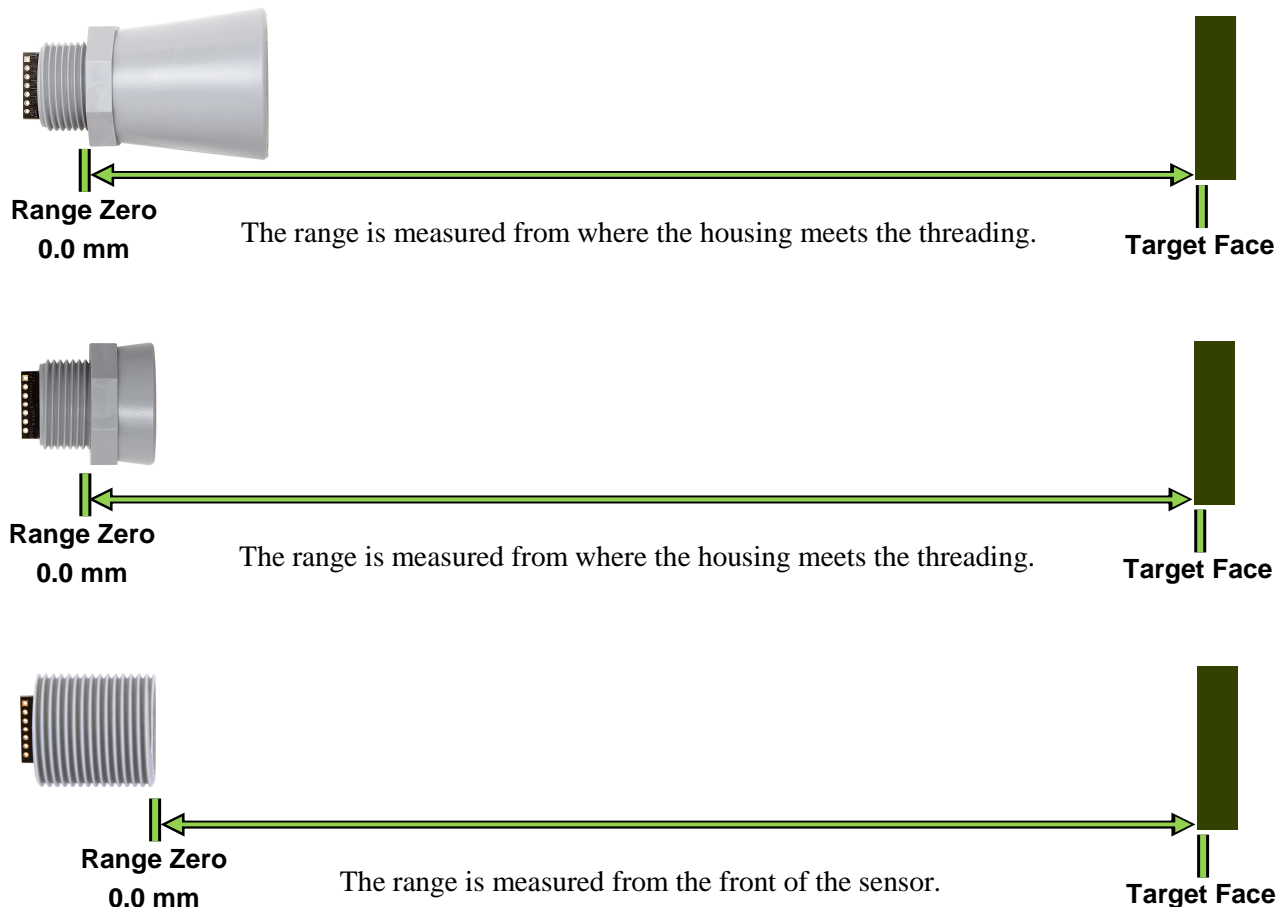 Range Zero
0.0 mm
The range is measured from where the housing meets the threading.
Target Face
Range Zero
0.0 mm
The range is measured from where the housing meets the threading.
Target Face
Range Zero
0.0 mm
The range is measured from the front of the sensor.
Target Face